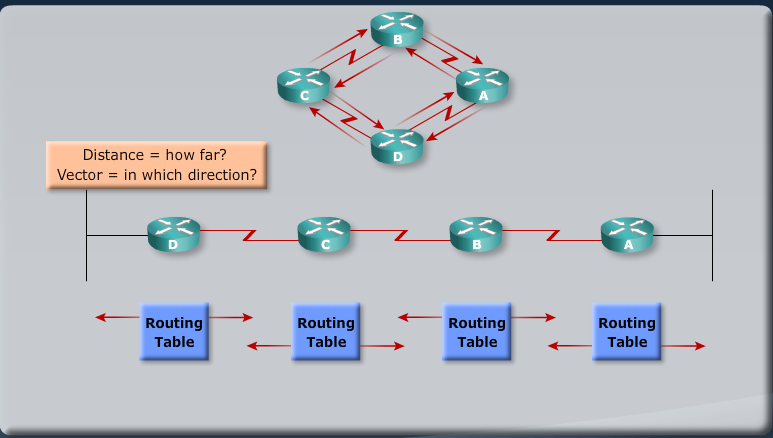 B
C
A
D
Distance = how far?
Vector = in which direction?
D
C
B
A
Routing
Table
Routing
Table
Routing
Table
Routing
Table